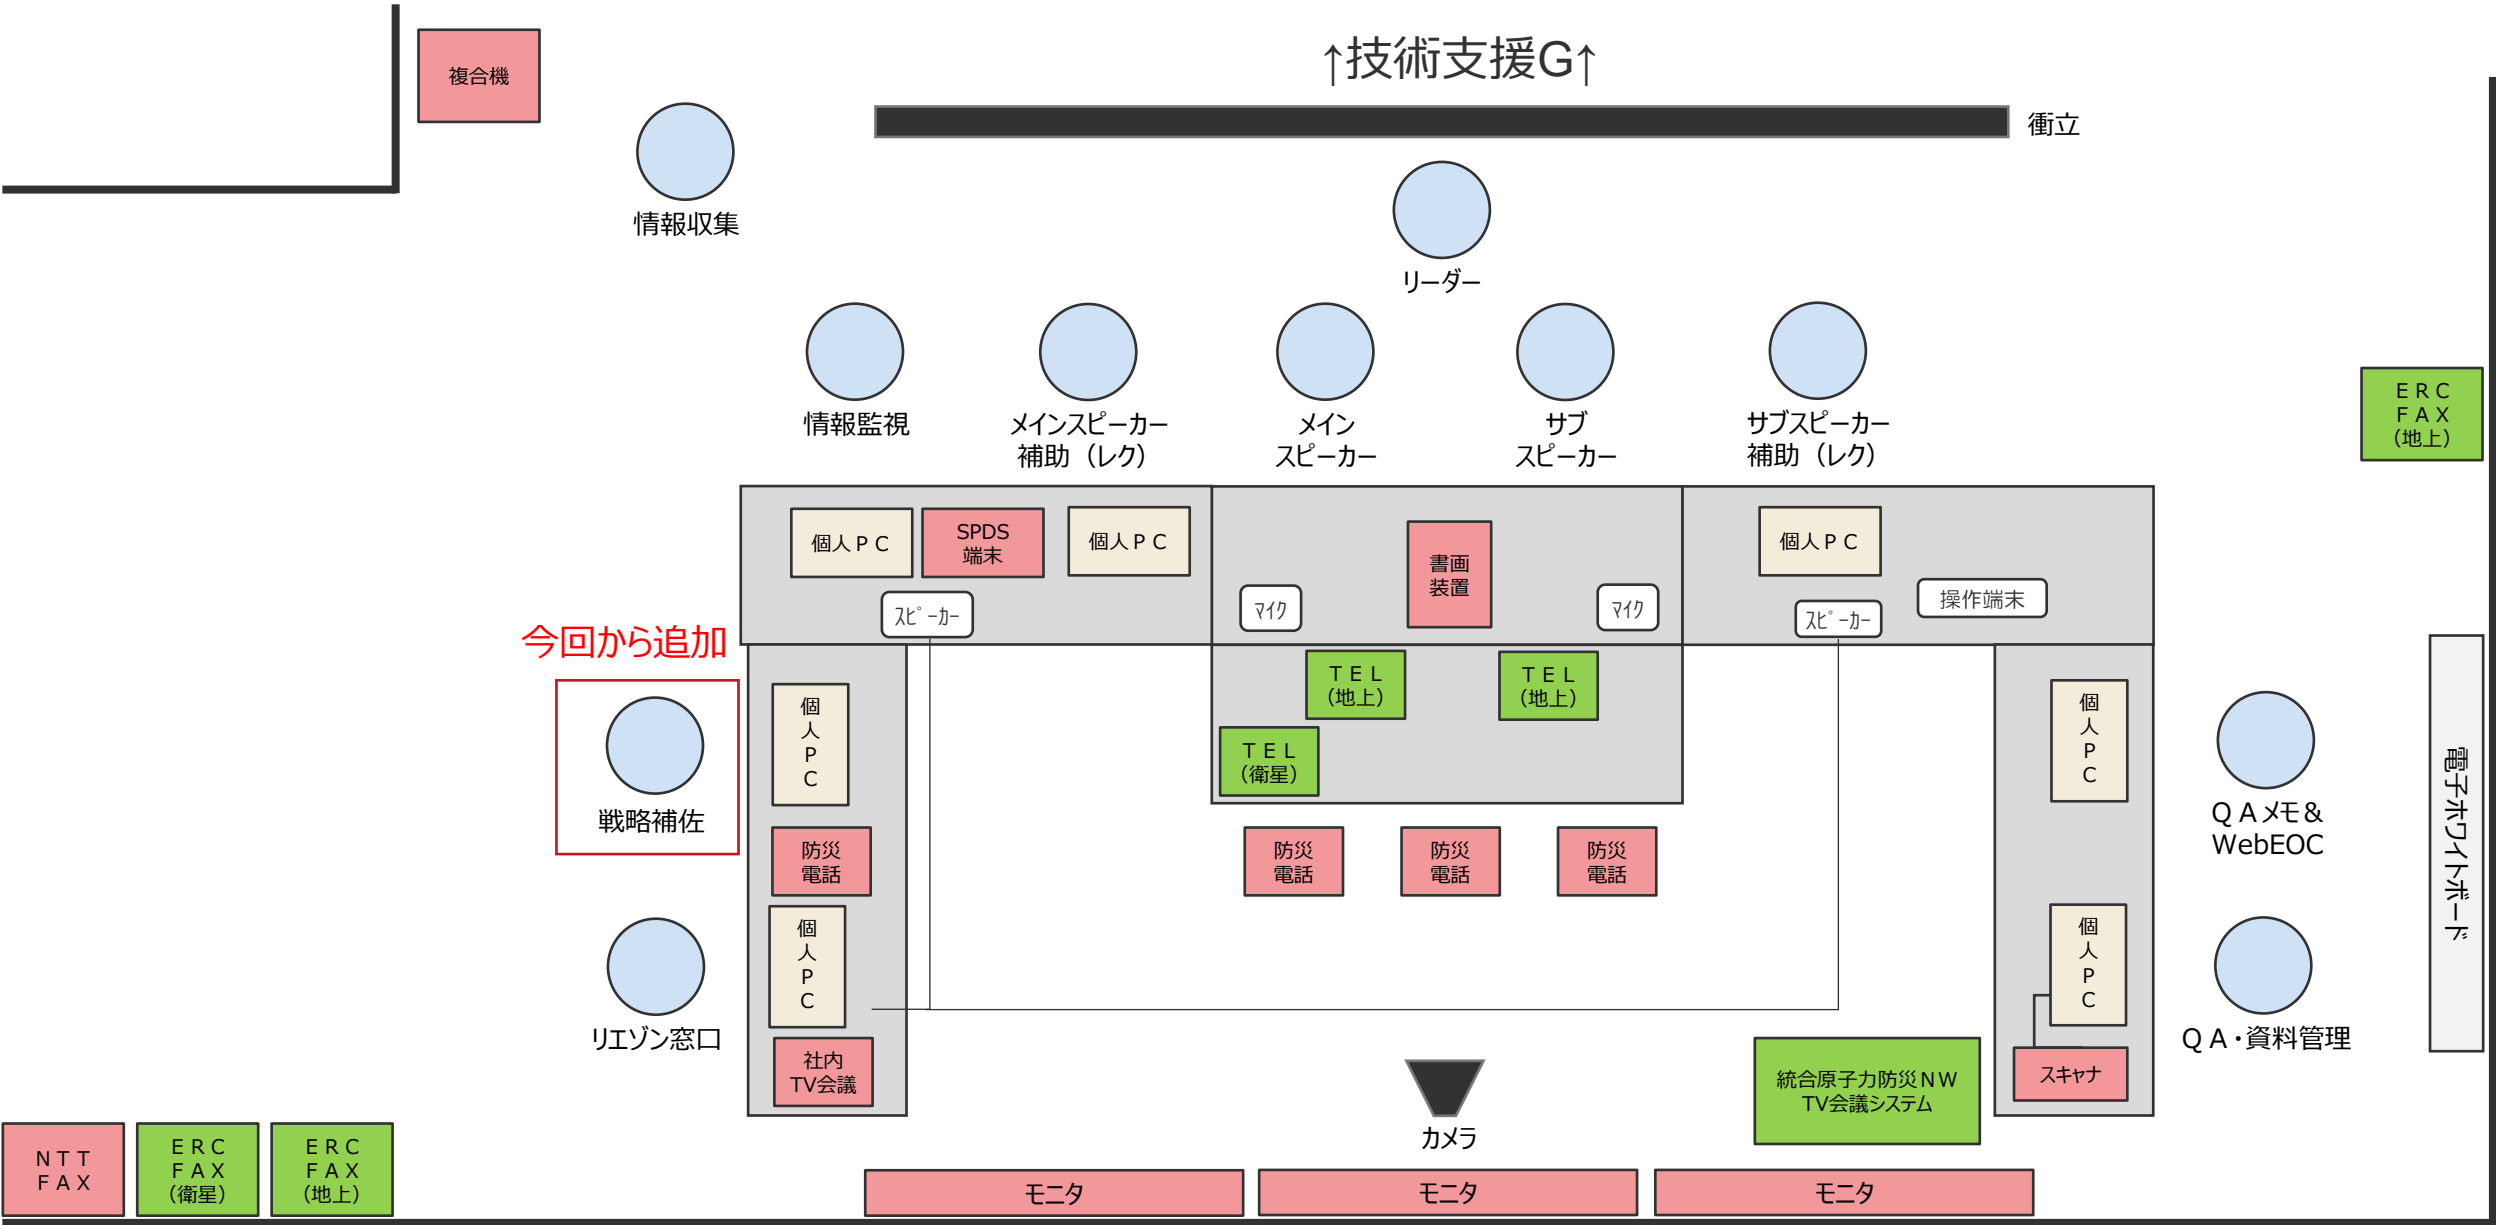 ↑技術支援G↑
複合機
衝立
情報収集
リーダー
情報監視
メインスピーカー
補助（レク）
メイン
スピーカー
サブ
スピーカー
サブスピーカー
補助（レク）
ＥＲＣ
ＦＡＸ
（地上）
個人ＰＣ
SPDS
端末
個人ＰＣ
書画
装置
個人ＰＣ
ｽﾋﾟｰｶｰ
ﾏｲｸ
ﾏｲｸ
ｽﾋﾟｰｶｰ
操作端末
今回から追加
ＴＥＬ
（地上）
ＴＥＬ
（地上）
ＴＥＬ
（衛星）
個人ＰＣ
個人ＰＣ
戦略補佐
ＱＡメモ＆
WebEOC
電子ホワイトボード
防災
電話
防災
電話
防災
電話
防災
電話
個人ＰＣ
個人ＰＣ
リエゾン窓口
ＱＡ・資料管理
社内
TV会議
統合原子力防災ＮＷ
TV会議システム
スキャナ
カメラ
ＮＴＴ
ＦＡＸ
ＥＲＣ
ＦＡＸ
（衛星）
ＥＲＣ
ＦＡＸ
（地上）
モニタ
モニタ
モニタ